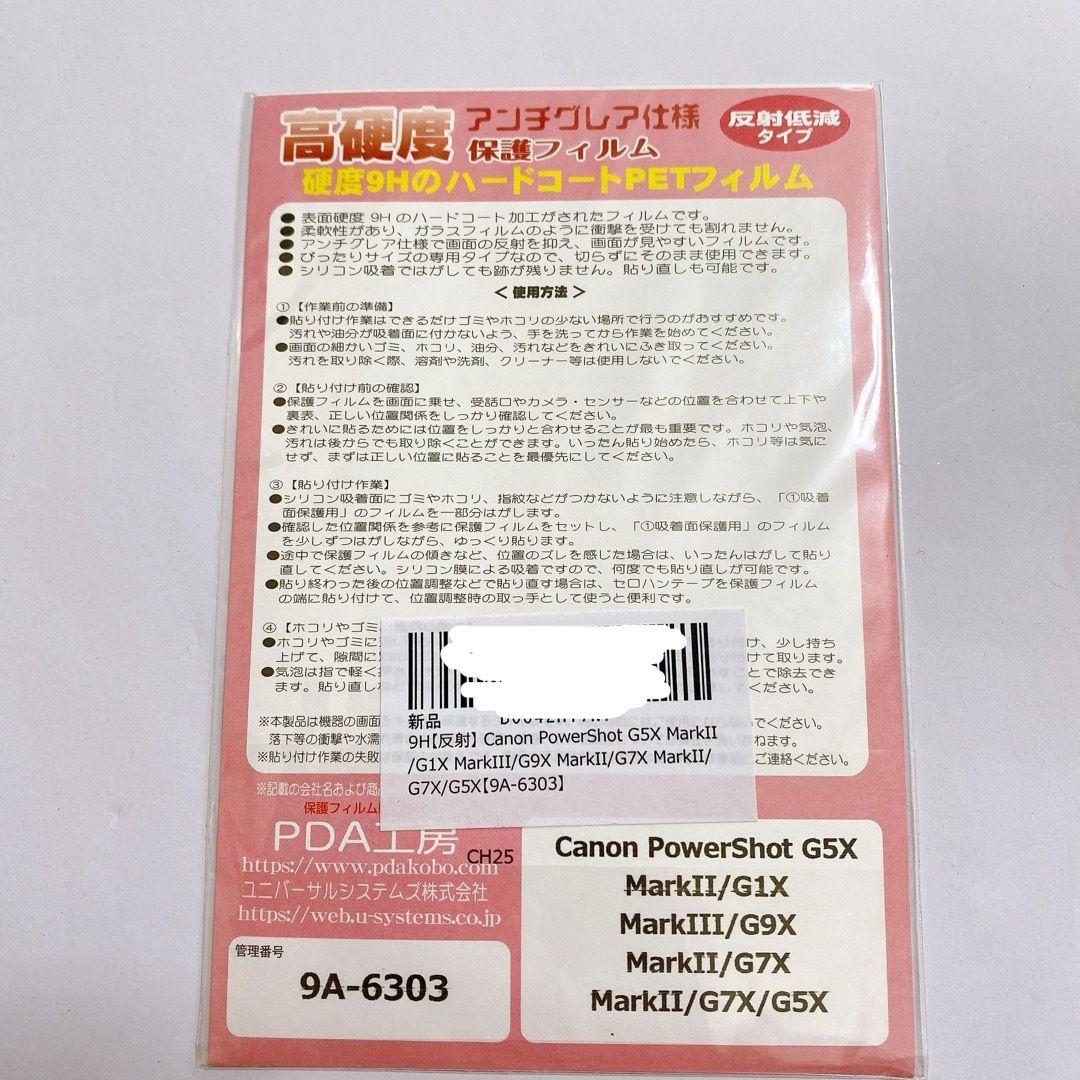 高硬度 アンチグレア仕様
保護フィルム
反射低減
タイプ
硬度9HのハードコートPETフィルム
● 表面硬度 9H のハードコート加工がされたフィルムです。
● 柔軟性があり、ガラスフィルムのように衝撃を受けても割れません。
● アンチグレア仕様で画面の反射を抑え、画面が見やすいフィルムです。
● ぴったりサイズの専用タイプなので、切らずにそのまま使用できます。
● シリコン吸着ではがしても跡が残りません。貼り直しも可能です。
＜ 使用方法 ＞
①【作業前の準備】
●貼り付け作業はできるだけゴミやホコリの少ない場所で行うのがおすすめです。
汚れや油分が吸着面に付かないよう、手を洗ってから作業を始めてください。
●画面の細かいゴミ、ホコリ、油分、汚れなどをきれいにふき取ってください。
汚れを取り除く際、溶剤や洗剤、クリーナー等は使用しないでください。
②【貼り付け前の確認】
●保護フィルムを画面に乗せ、受話口やカメラ・センサーなどの位置を合わせて上下や
裏表、正しい位置関係をしっかり確認してください。
●きれいに貼るためには位置をしっかりと合わせることが最も重要です。ホコリや気泡、
汚れは後からでも取り除くことができます。いったん貼り始めたら、ホコリ等は気に
せず、まずは正しい位置に貼ることを最優先にしてください。
③【貼り付け作業】
●シリコン吸着面にゴミやホコリ、指紋などがつかないように注意しながら、「①吸着
面保護用」のフィルムを一部分はがします。
●確認した位置関係を参考に保護フィルムをセットし、「①吸着面保護用」のフィルム
を少しずつはがしながら、ゆっくり貼ります。
●途中で保護フィルムの傾きなど、位置のズレを感じた場合は、いったんはがして貼り
直してください。シリコン膜による吸着ですので、何度でも貼り直しが可能です。
●貼り終わった後の位置調整などで貼り直す場合は、セロハンテープを保護フィルム
の端に貼り付けて、位置調整時の取っ手として使うと便利です。
④【ホコリやゴミ
●ホコリやゴミに け、少し持ち
上げて、隙間に けて取ります。
●気泡は指で軽く ことで除去でき
ます。貼り直し ください。
※本製品は機器の画面 でください。
落下等の衝撃や水濡 ねます。
※貼り付け作業の失敗 ご連絡ください。
新品
9H【反射】 Canon PowerShot G5X MarkII
/G1X MarkIII/G9X MarkII/G7X MarkII/
G7X/G5X【9A-6303】
※記載の会社名および商
保護フィルム
PDA工房
CH25
https://www.pdakobo.com
ユニバーサルシステムズ株式会社
https://web.u-systems.co.jp
管理番号
9A-6303
Canon PowerShot G5X
MarkII/G1X
MarkIII/G9X
MarkII/G7X
MarkII/G7X/G5X